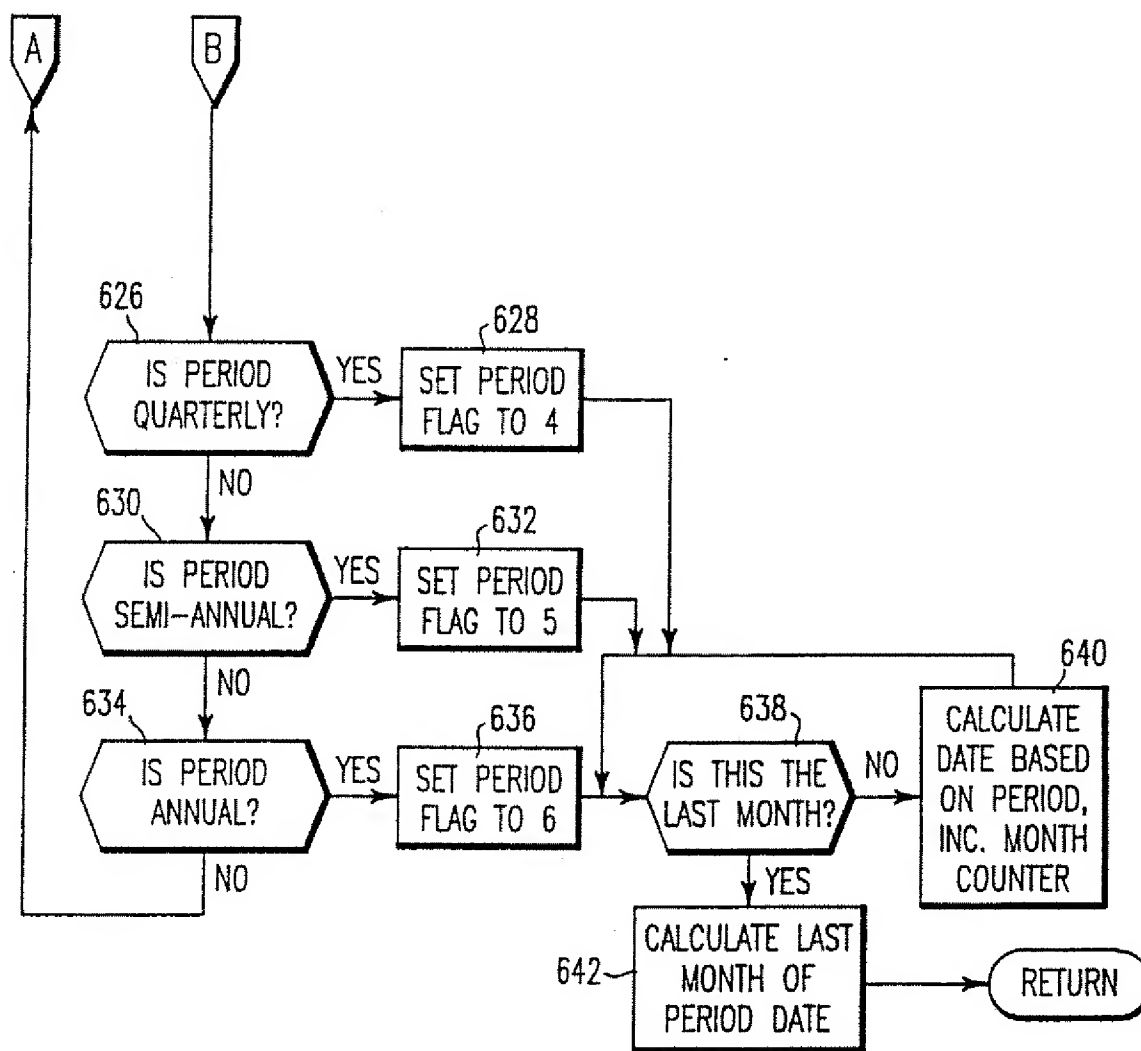 A
B
626
IS PERIOD
QUARTERLY?
YES
628
SET PERIOD
FLAG TO 4
NO
630
IS PERIOD
SEMI-ANNUAL?
YES
632
SET PERIOD
FLAG TO 5
NO
634
IS PERIOD
ANNUAL?
YES
636
SET PERIOD
FLAG TO 6
NO
638
IS THIS THE
LAST MONTH?
NO
640
CALCULATE
DATE BASED
ON PERIOD,
INC. MONTH
COUNTER
YES
642
CALCULATE LAST
MONTH OF
PERIOD DATE
RETURN